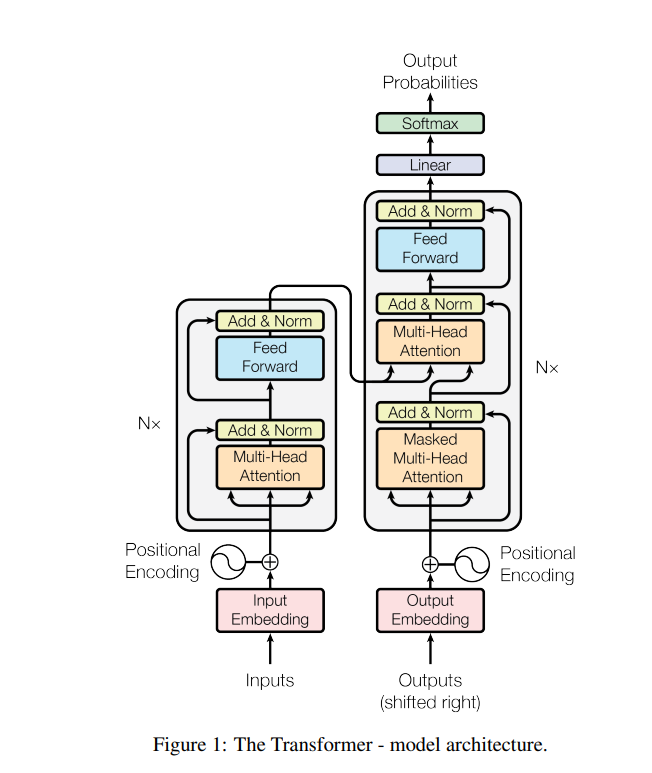 Output
Probabilities
Softmax
Linear
Add & Norm
Feed
Forward
Add & Norm
Multi-Head
Attention
Add & Norm
Masked
Multi-Head
Attention
N×
Add & Norm
Feed
Forward
Add & Norm
Multi-Head
Attention
N×
Positional
Encoding
Positional
Encoding
Input
Embedding
Output
Embedding
Inputs
Outputs
(shifted right)
Figure 1: The Transformer - model architecture.